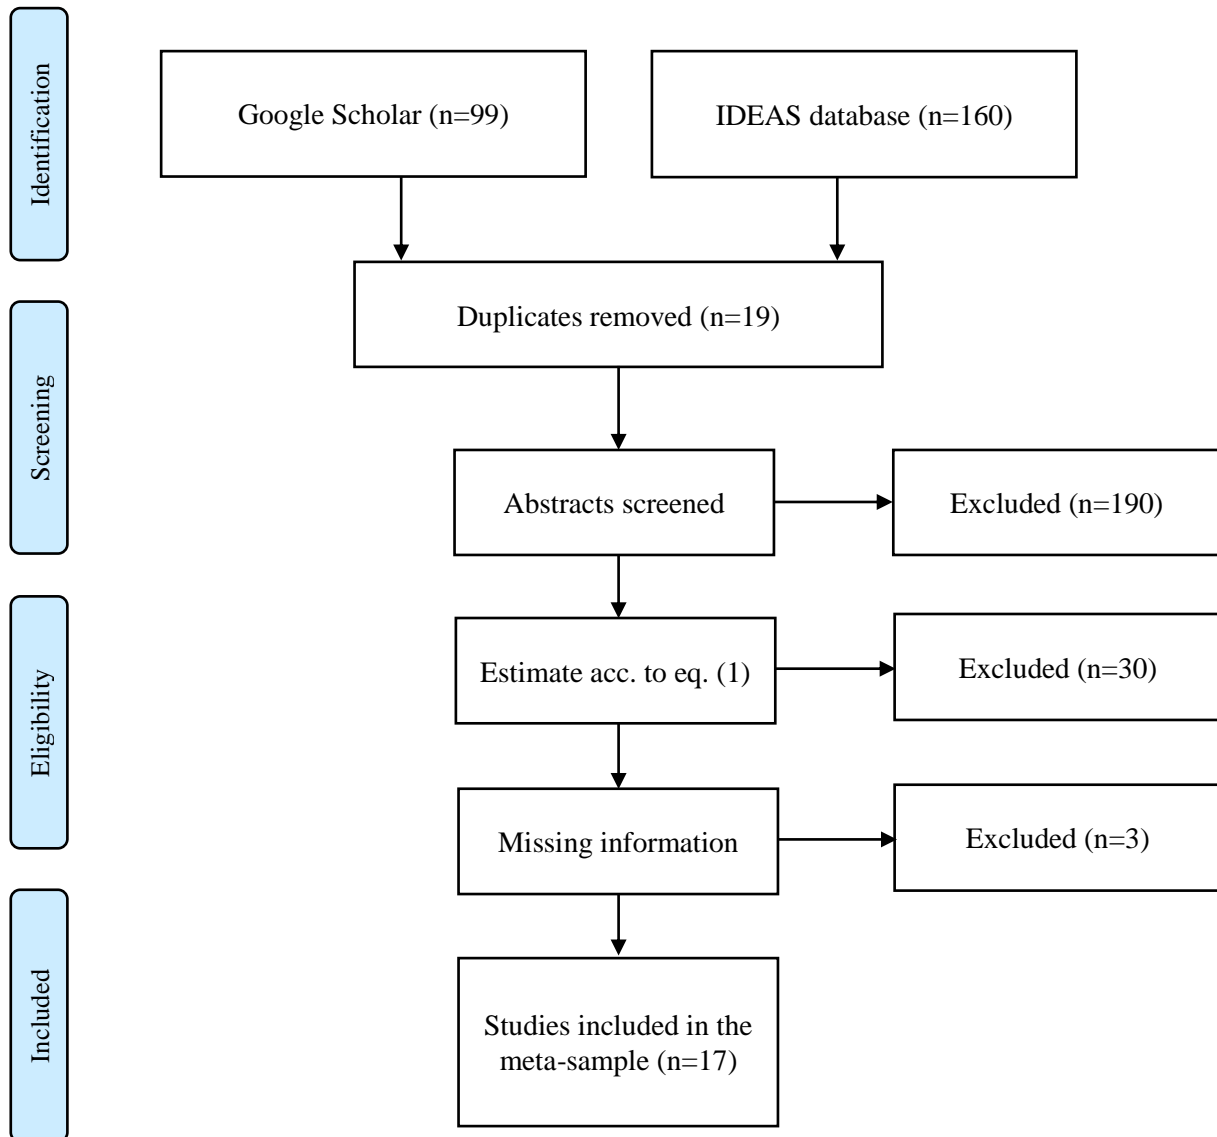 Identification
Google Scholar (n=99)
IDEAS database (n=160)
Duplicates removed (n=19)
Screening
Abstracts screened
Excluded (n=190)
Eligibility
Estimate acc. to eq. (1)
Excluded (n=30)
Missing information
Excluded (n=3)
Included
Studies included in the
meta-sample (n=17)